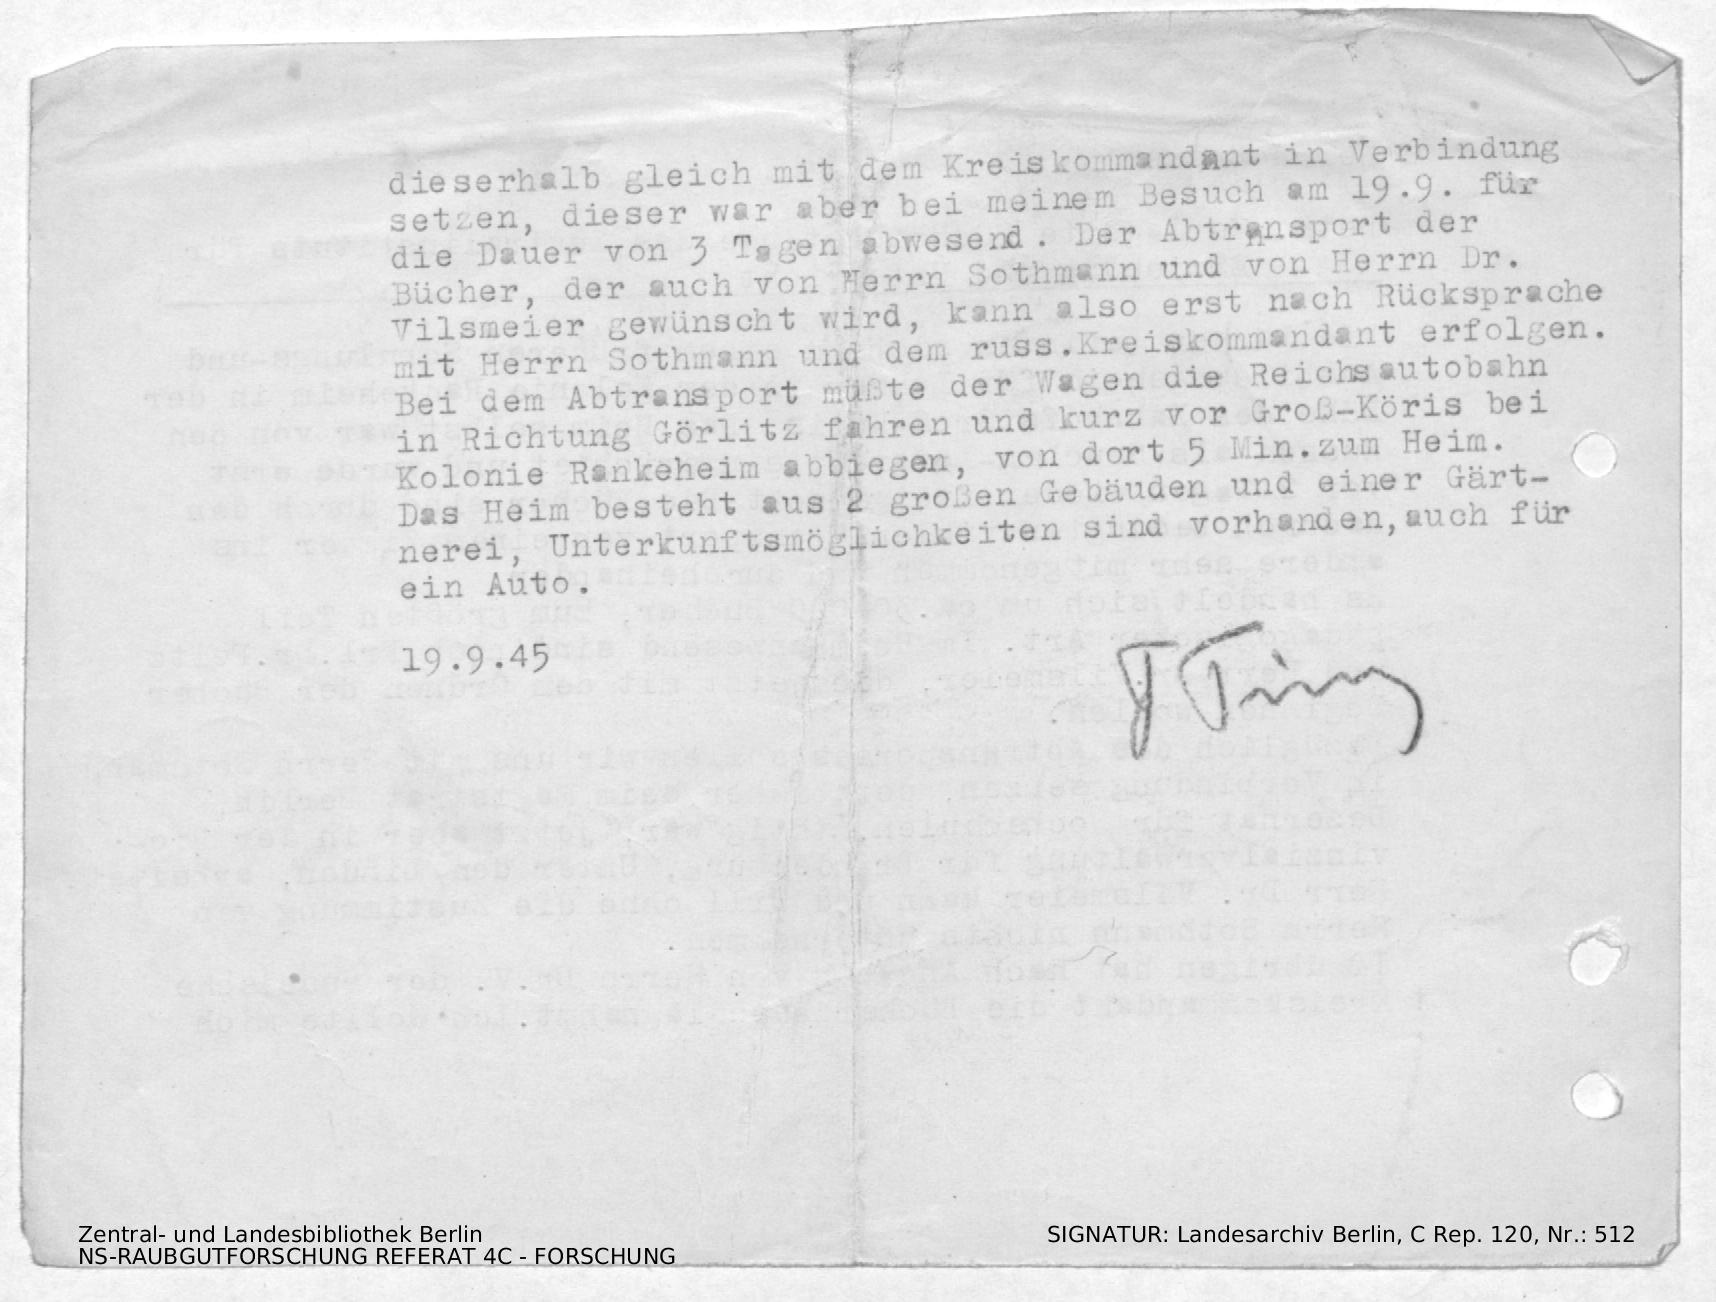 dieserhalb gleich mit dem Kreiskommandant in Verbindung
setzen, dieser war aber bei meinem Besuch am 19.9. für
die Dauer von 3 Tagen abwesend. Der Abtransport der
Bücher, der auch von Herrn Sothmann und von Herrn Dr.
Vilsmeier gewünscht wird, kann also erst nach Rücksprache
mit Herrn Sothmann und dem russ.Kreiskommandant erfolgen.
Bei dem Abtransport müßte der Wagen die Reichsautobahn
in Richtung Görlitz fahren und kurz vor Groß-Köris bei
Kolonie Rankeheim abbiegen, von dort 5 Min.zum Heim.
Das Heim besteht aus 2 großen Gebäuden und einer Gärt-
nerei, Unterkunftsmöglichkeiten sind vorhanden,auch für
ein Auto.
19.9.45
Zentral- und Landesbibliothek Berlin
NS-RAUBGUTFORSCHUNG REFERAT 4C - FORSCHUNG
SIGNATUR: Landesarchiv Berlin, C Rep. 120, Nr.: 512